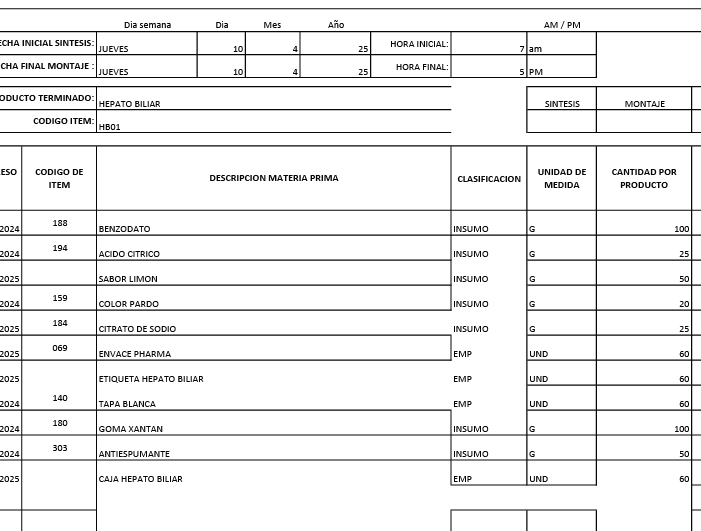 Dia semana Dia Mes Año AM / PM
ECHA INICIAL SINTESIS: JUEVES 10 4 25 HORA INICIAL: 7 am
CHA FINAL MONTAJE : JUEVES 10 4 25 HORA FINAL: 5 PM
ODUCTO TERMINADO: HEPATO BILIAR SINTESIS MONTAJE
CODIGO ITEM: HB01
ESO CODIGO DE ITEM DESCRIPCION MATERIA PRIMA CLASIFICACION UNIDAD DE MEDIDA CANTIDAD POR PRODUCTO
2024 188 BENZODATO INSUMO G 100
2024 194 ACIDO CITRICO INSUMO G 25
2025 SABOR LIMON INSUMO G 50
2024 159 COLOR PARDO INSUMO G 20
2025 184 CITRATO DE SODIO INSUMO G 25
2025 069 ENVACE PHARMA EMP UND 60
2025 ETIQUETA HEPATO BILIAR EMP UND 60
2024 140 TAPA BLANCA EMP UND 60
2024 180 GOMA XANTAN INSUMO G 100
2024 303 ANTIESPUMANTE INSUMO G 50
2025 CAJA HEPATO BILIAR EMP UND 60